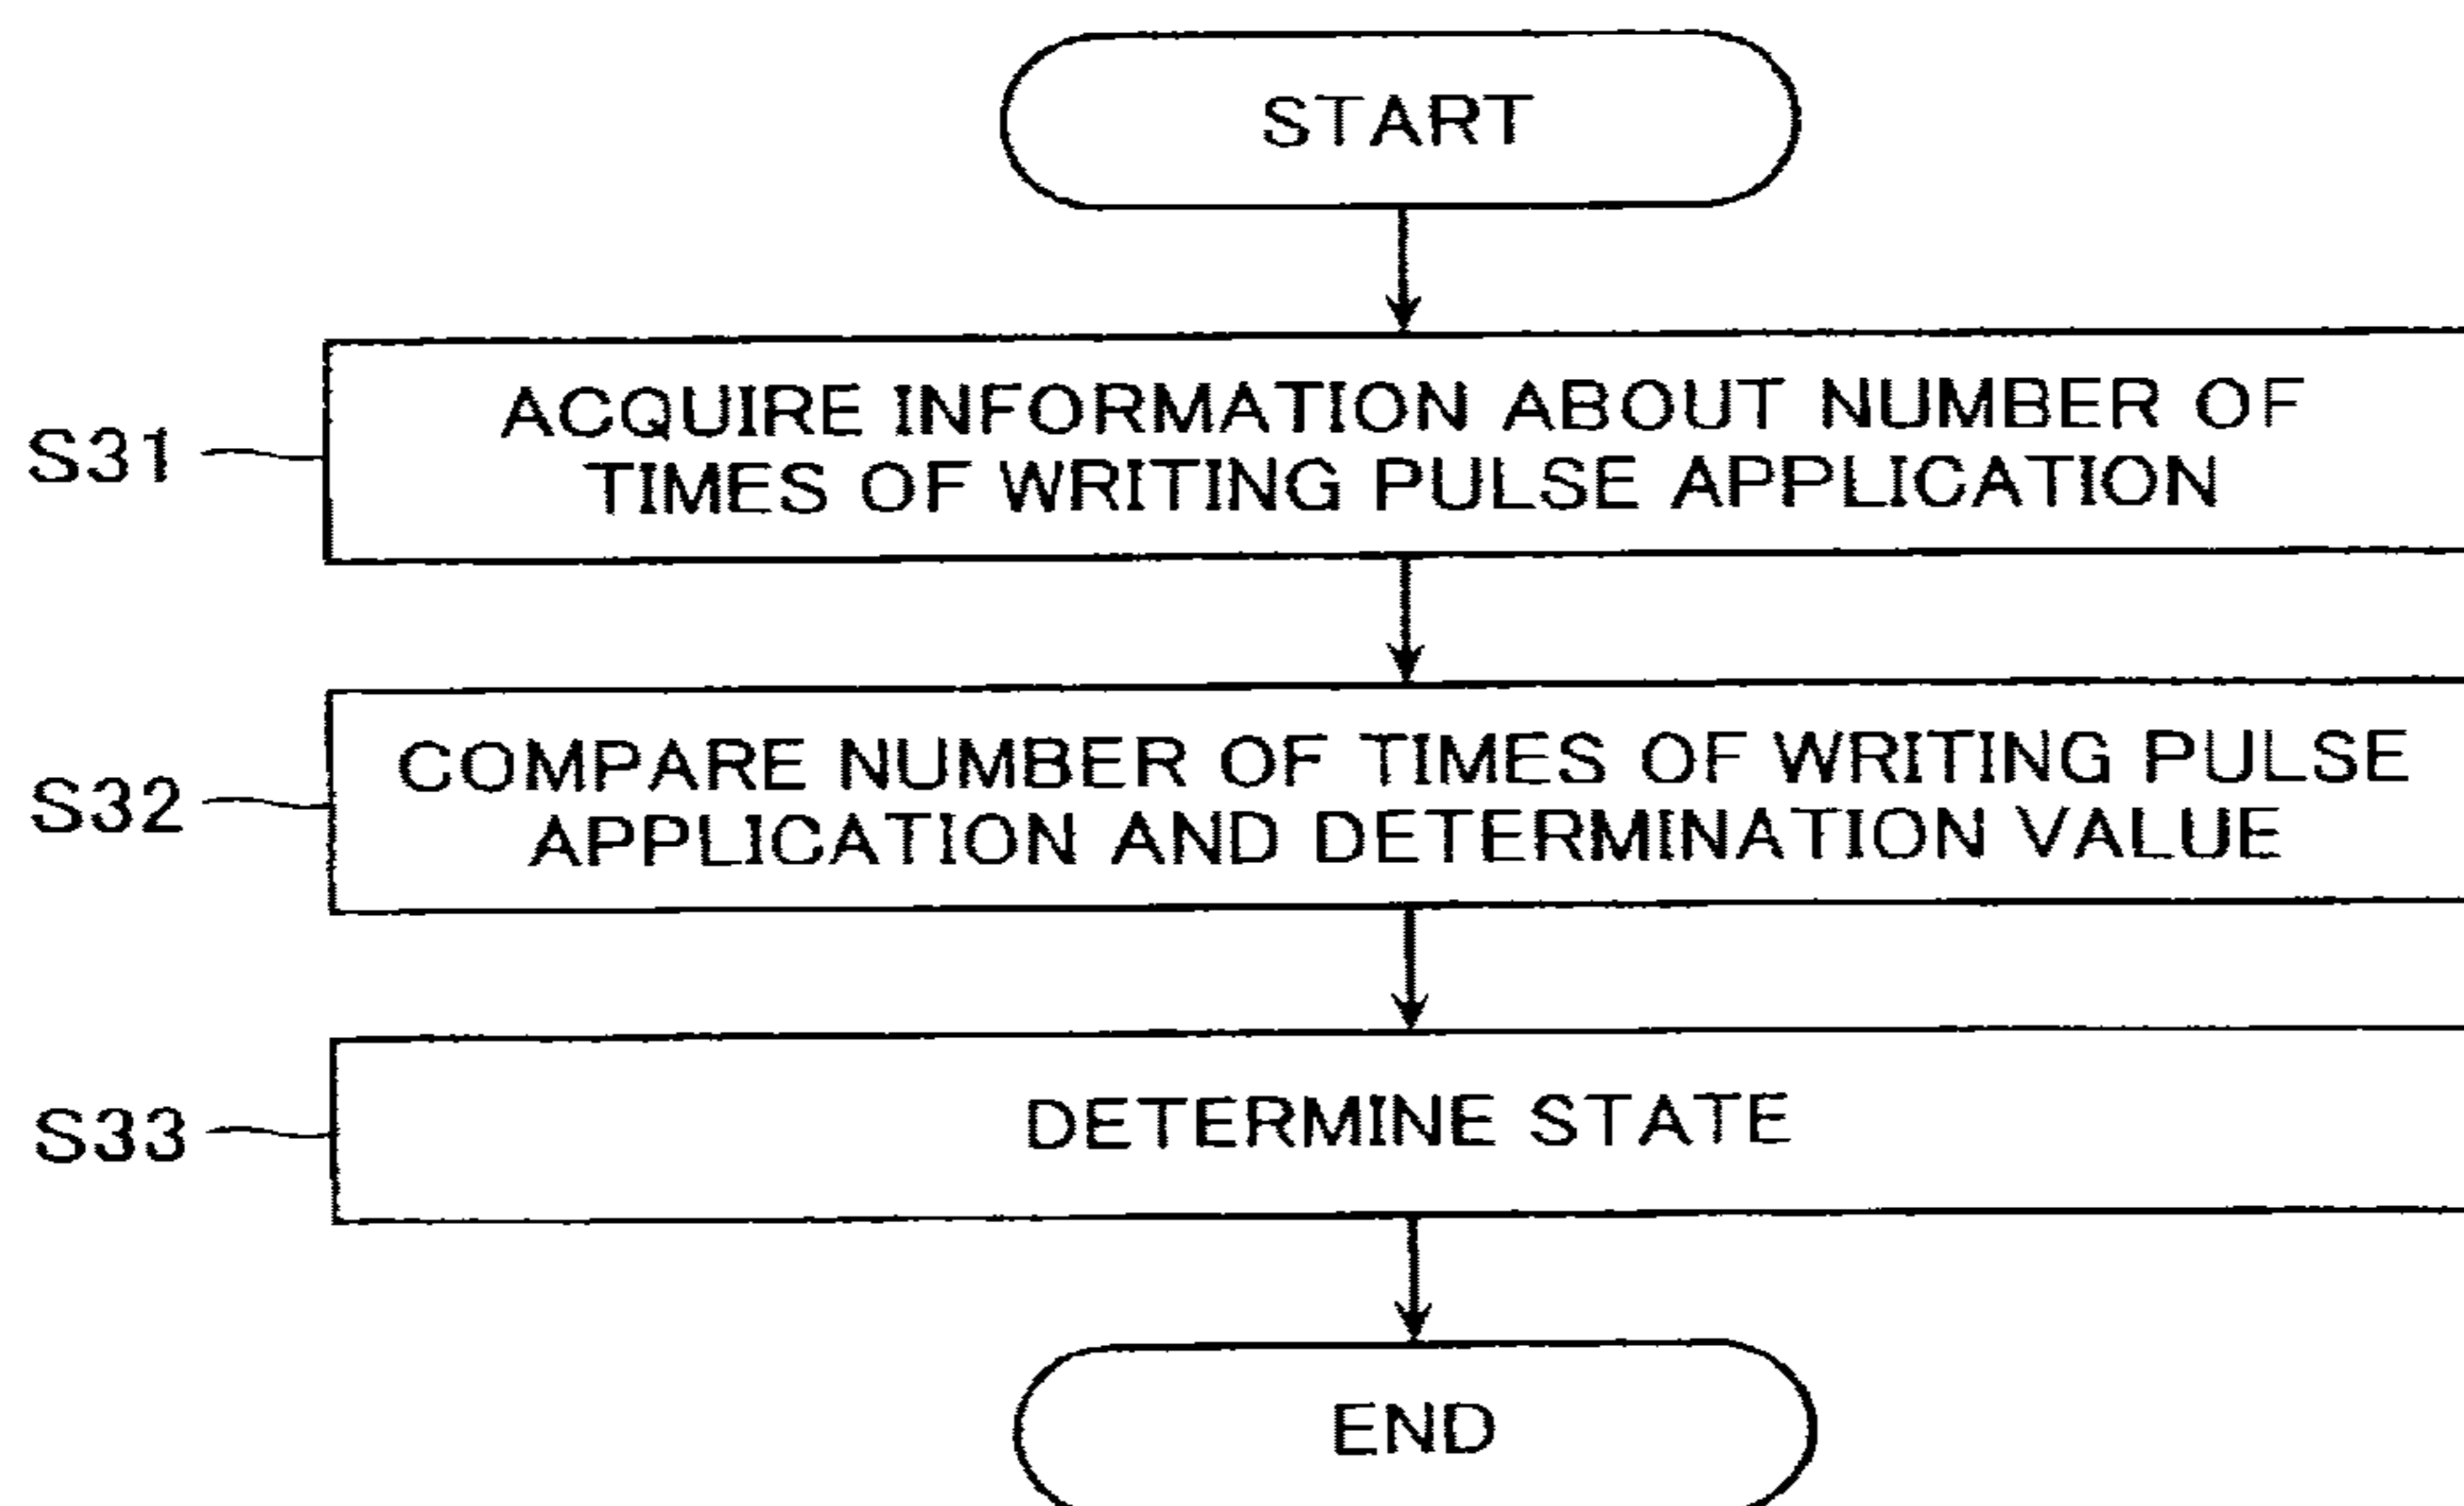 START
S31
ACQUIRE INFORMATION ABOUT NUMBER OF
TIMES OF WRITING PULSE APPLICATION
S32
COMPARE NUMBER OF TIMES OF WRITING PULSE
APPLICATION AND DETERMINATION VALUE
S33
DETERMINE STATE
END